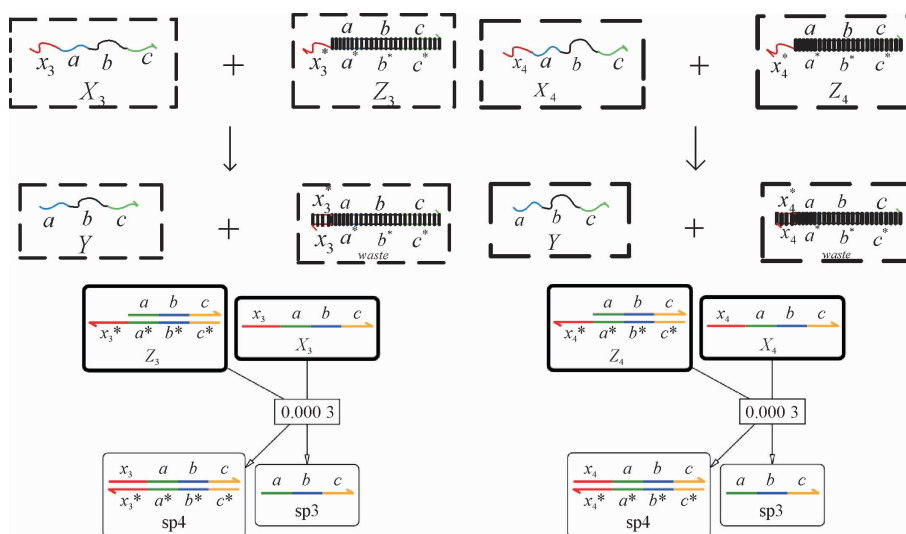 a b c a b c
x₃ a b c + x₃* a* b* c* x₄ a b c + x₄* a* b* c*
X₃ Z₃ X₄ Z₄
x₃* a b c x₄* a b c
a b c + x₃ a* b* c* a b c + x₄ a* b* c*
Y waste Y waste
a b c x₃ a b c a b c x₄ a b c
x₃* a* b* c* X₃ x₄* a* b* c* X₄
Z₃ Z₄
0.000 3 0.000 3
x₃ a b c a b c x₄ a b c a b c
x₃* a* b* c* sp3 x₄* a* b* c* sp3
sp4 sp4